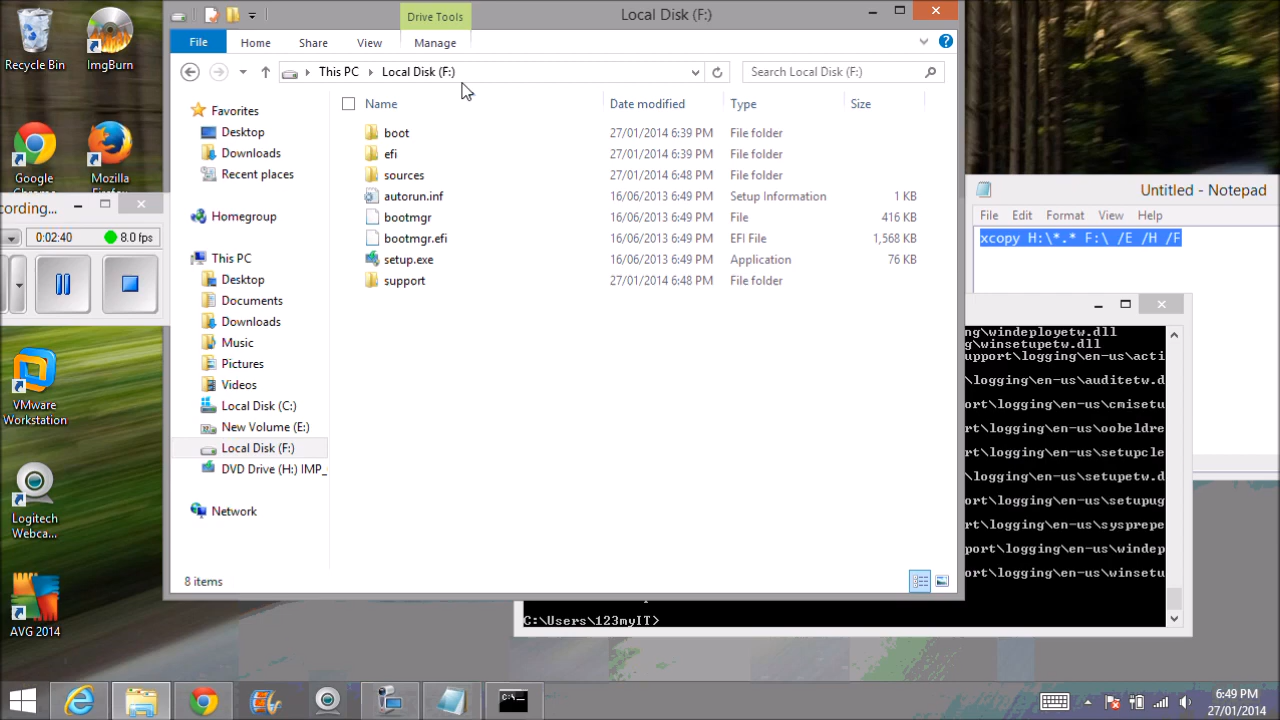 Recycle Bin
ImgBurn
Google Chrome
Mozilla
cording...
0:02:40
8.0 fps
VMware Workstation
Logitech Webca...
AVG 2014
Drive Tools
Local Disk (F:)
File Home Share View Manage
This PC Local Disk (F:)
Search Local Disk (F:)
Favorites
Desktop
Downloads
Recent places
Homegroup
This PC
Desktop
Documents
Downloads
Music
Pictures
Videos
Local Disk (C:)
New Volume (E:)
Local Disk (F:)
DVD Drive (H:) IMP_
Network
Name Date modified Type Size
boot 27/01/2014 6:39 PM File folder
efi 27/01/2014 6:39 PM File folder
sources 27/01/2014 6:48 PM File folder
autorun.inf 16/06/2013 6:49 PM Setup Information 1 KB
bootmgr 16/06/2013 6:49 PM File 416 KB
bootmgr.efi 16/06/2013 6:49 PM EFI File 1,568 KB
setup.exe 16/06/2013 6:49 PM Application 76 KB
support 27/01/2014 6:48 PM File folder
8 items
Untitled - Notepad
File Edit Format View Help
xcopy H:\*.* F:\ /E /H /F
ng\windeployetw.dll
g\winsetupetw.dll
upport\logging\en-us\acti
\logging\en-us\auditetw.d
ort\logging\en-us\cmisetu
rt\logging\en-us\oobeldre
rt\logging\en-us\setupcle
\logging\en-us\setupetw.d
rt\logging\en-us\setupug
rt\logging\en-us\sysprepe
port\logging\en-us\windep
ort\logging\en-us\winsetu
C:\Users\123myIT>
6:49 PM
27/01/2014